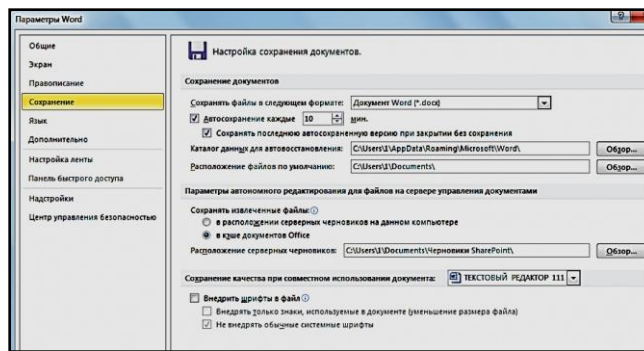 Параметры Word
Общие
Экран
Правописание
Сохранение
Язык
Дополнительно
Настройка ленты
Панель быстрого доступа
Надстройки
Центр управления безопасностью
Настройка сохранения документов.
Сохранение документов
Сохранять файлы в следующем формате: Документ Word (*.docx)
Автосохранение каждые 10 мин.
Сохранять последнюю автосохраненную версию при закрытии без сохранения
Каталог данных для автовосстановления: C:\Users\1\AppData\Roaming\Microsoft\Word\ Обзор...
Расположение файлов по умолчанию: C:\Users\1\Documents\ Обзор...
Параметры автономного редактирования для файлов на сервере управления документами
Сохранять извлеченные файлы:
в расположении серверных черновиков на данном компьютере
в кэше документов Office
Расположение серверных черновиков: C:\Users\1\Documents\Черновики SharePoint\ Обзор...
Сохранение качества при совместном использовании документа: ТЕКСТОВЫЙ РЕДАКТОР 111
Внедрить шрифты в файл
Внедрять только знаки, используемые в документе (уменьшение размера файла)
Не внедрять обычные системные шрифты